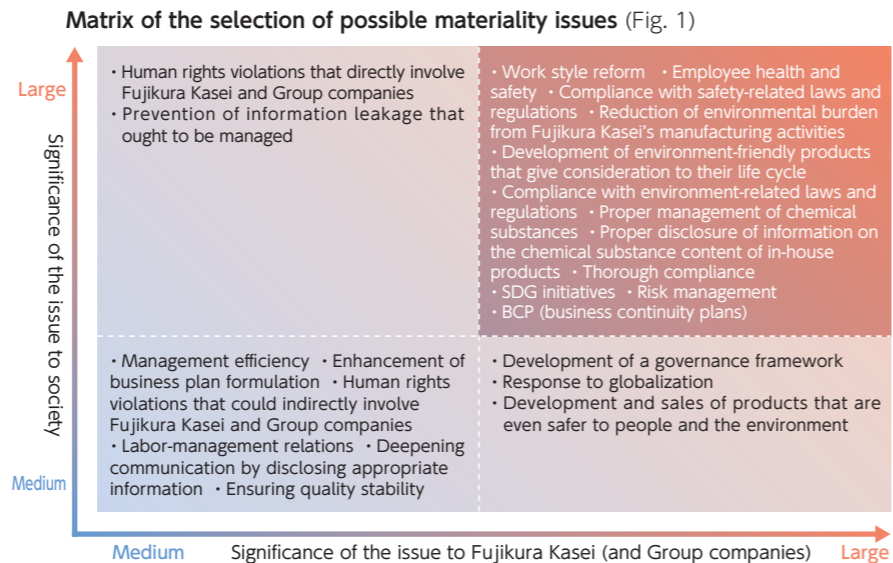 Matrix of the selection of possible materiality issues (Fig. 1)
Large
Significance of the issue to society
Medium
・Human rights violations that directly involve
Fujikura Kasei and Group companies
・Prevention of information leakage that
ought to be managed
・Work style reform ・Employee health and
safety ・Compliance with safety-related laws and
regulations ・Reduction of environmental burden
from Fujikura Kasei's manufacturing activities
・Development of environment-friendly products
that give consideration to their life cycle
・Compliance with environment-related laws and
regulations ・Proper management of chemical
substances ・Proper disclosure of information on
the chemical substance content of in-house
products ・Thorough compliance
・SDG initiatives ・Risk management
・BCP (business continuity plans)
・Management efficiency ・Enhancement of
business plan formulation ・Human rights
violations that could indirectly involve
Fujikura Kasei and Group companies
・Labor-management relations ・Deepening
communication by disclosing appropriate
information ・Ensuring quality stability
・Development of a governance framework
・Response to globalization
・Development and sales of products that are
even safer to people and the environment
Medium
Significance of the issue to Fujikura Kasei (and Group companies)
Large